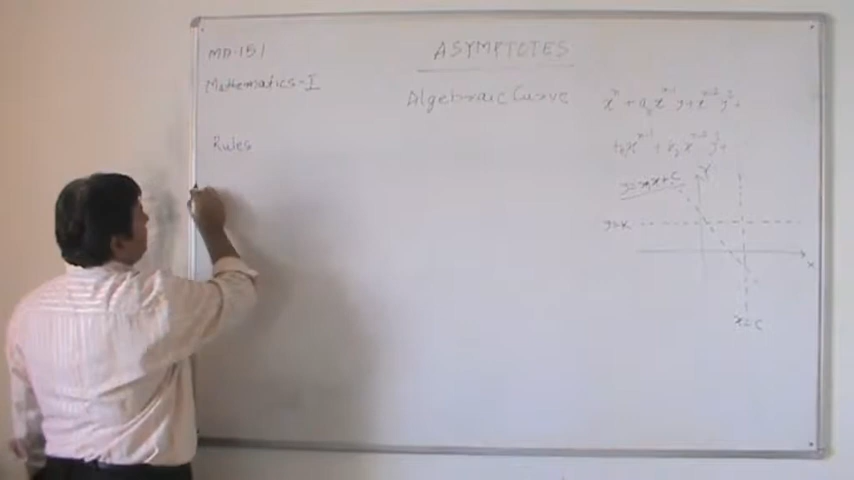 MD-151
ASYMPTOTES
Mathematics-I
Algebraic Curve
Rules
y=mx+c
Y
y=k
X
x=c